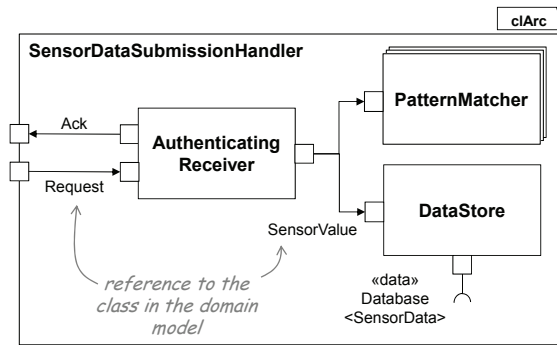 clArc
SensorDataSubmissionHandler
PatternMatcher
Ack
Authenticating
Receiver
Request
SensorValue
DataStore
reference to the
class in the domain
model
«data»
Database
<SensorData>